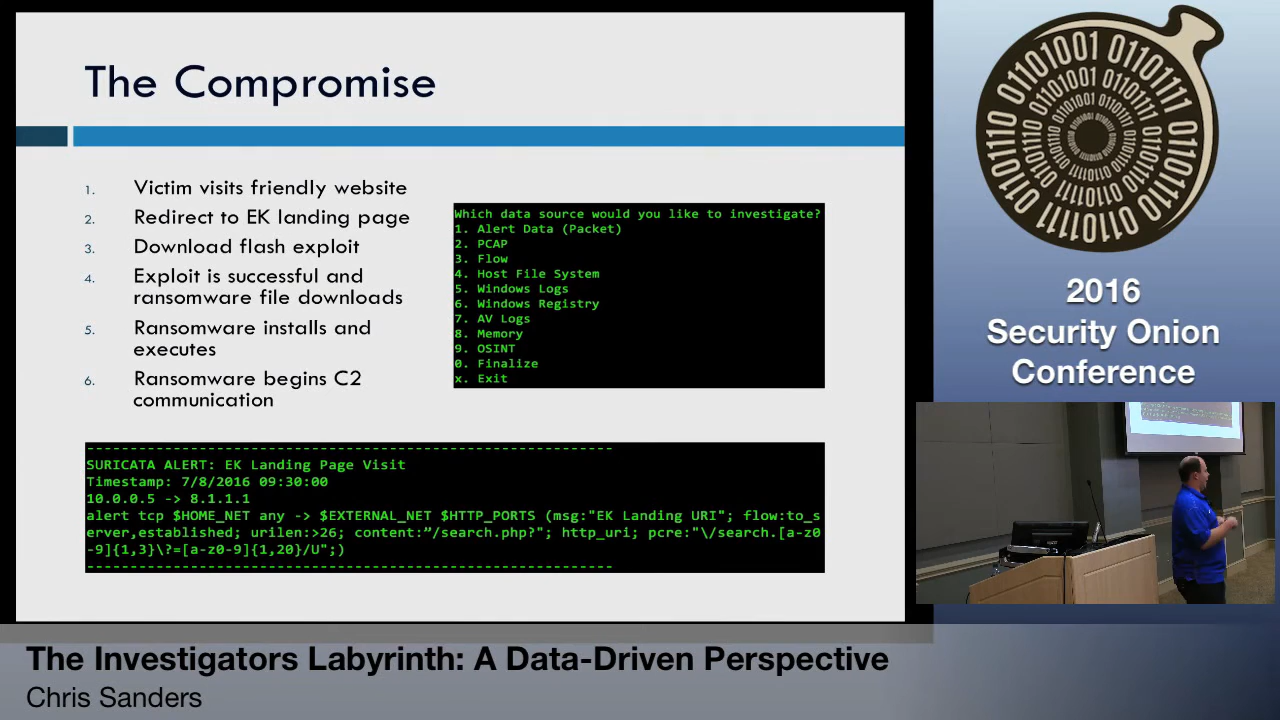 The Compromise
1. Victim visits friendly website
2. Redirect to EK landing page
3. Download flash exploit
4. Exploit is successful and
ransomware file downloads
5. Ransomware installs and
executes
6. Ransomware begins C2
communication
Which data source would you like to investigate?
1. Alert Data (Packet)
2. PCAP
3. Flow
4. Host File System
5. Windows Logs
6. Windows Registry
7. AV Logs
8. Memory
9. OSINT
0. Finalize
x. Exit
-------------------------------------------------------------
SURICATA ALERT: EK Landing Page Visit
Timestamp: 7/8/2016 09:30:00
10.0.0.5 -> 8.1.1.1
alert tcp $HOME_NET any -> $EXTERNAL_NET $HTTP_PORTS (msg:"EK Landing URI"; flow:to_s
erver,established; urilen:>26; content:”/search.php?"; http_uri; pcre:"\/search.[a-z0
-9]{1,3}\?=[a-z0-9]{1,20}/U";)
-------------------------------------------------------------
2016
Security Onion
Conference
The Investigators Labyrinth: A Data-Driven Perspective
Chris Sanders